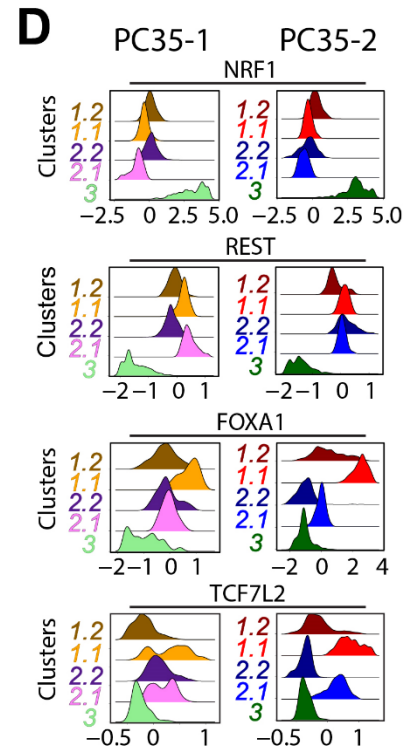 D
PC35-1 PC35-2
NRF1
Clusters
1.2 1.2
1.1 1.1
2.2 2.2
2.1 2.1
3 3
−2.5 0 2.5 5.0 −2.5 0 2.5 5.0
REST
Clusters
1.2 1.2
1.1 1.1
2.2 2.2
2.1 2.1
3 3
−2 −1 0 1 −2 −1 0 1
FOXA1
Clusters
1.2 1.2
1.1 1.1
2.2 2.2
2.1 2.1
3 3
−2 −1 0 1 −2 0 2 4
TCF7L2
Clusters
1.2 1.2
1.1 1.1
2.2 2.2
2.1 2.1
3 3
−0.5 0 1 −0.5 0 1